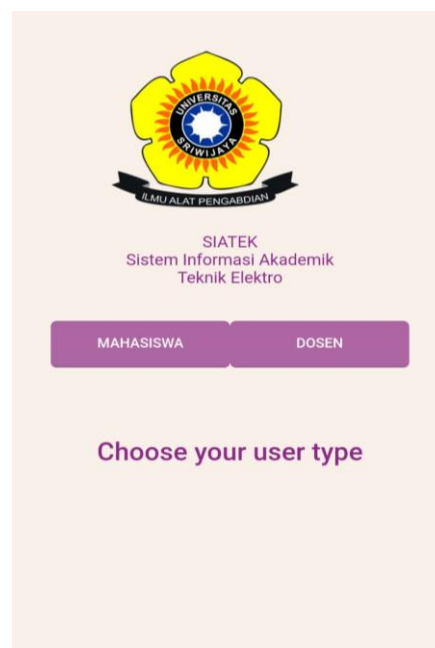 UNIVERSITAS
SRIWIJAYA
ILMU ALAT PENGABDIAN
SIATEK
Sistem Informasi Akademik
Teknik Elektro
MAHASISWA DOSEN
Choose your user type